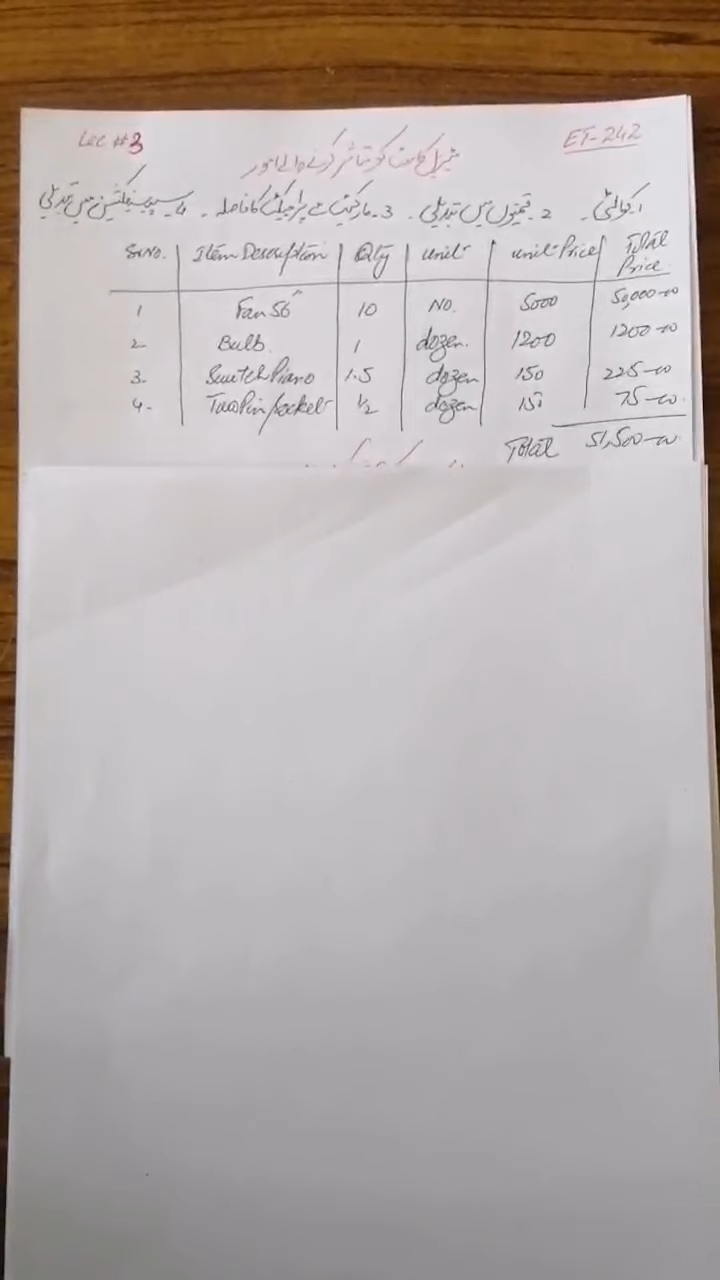 Lec #3
ET-242
مٹیریل کاسٹ کو متاثر کرنے والے امور
1۔ کوالٹی۔ 2۔ قیمتوں میں تبدیلی۔ 3۔ مارکیٹ سے پراجیکٹ کا فاصلہ۔ 4۔ سپیسیفیکیشن میں تبدیلی
Sr.No. Item Description Qty unit unit Price Total Price
1 Fan 56" 10 No. 5000 50,000-00
2- Bulb 1 dozen. 1200 1200-00
3- Switch Piano 1.5 dozen 150 225-00
4- Two Pin Socket 1/2 dozen 150 75-00
Total 51,500-00